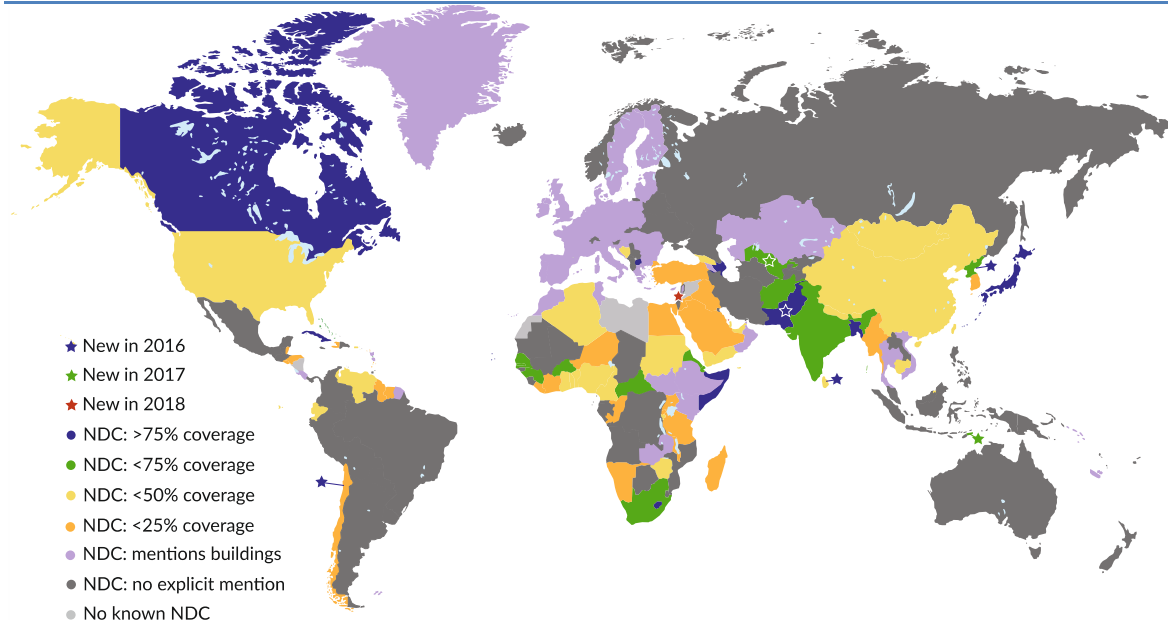 New in 2016
New in 2017
New in 2018
NDC: >75% coverage
NDC: <75% coverage
NDC: <50% coverage
NDC: <25% coverage
NDC: mentions buildings
NDC: no explicit mention
No known NDC